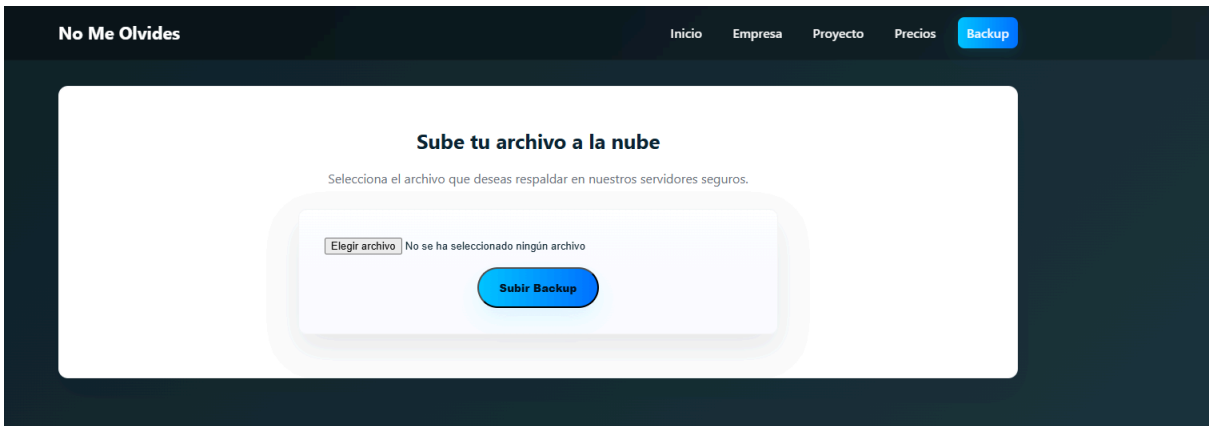 No Me Olvides
Inicio Empresa Proyecto Precios Backup
Sube tu archivo a la nube
Selecciona el archivo que deseas respaldar en nuestros servidores seguros.
Elegir archivo No se ha seleccionado ningún archivo
Subir Backup